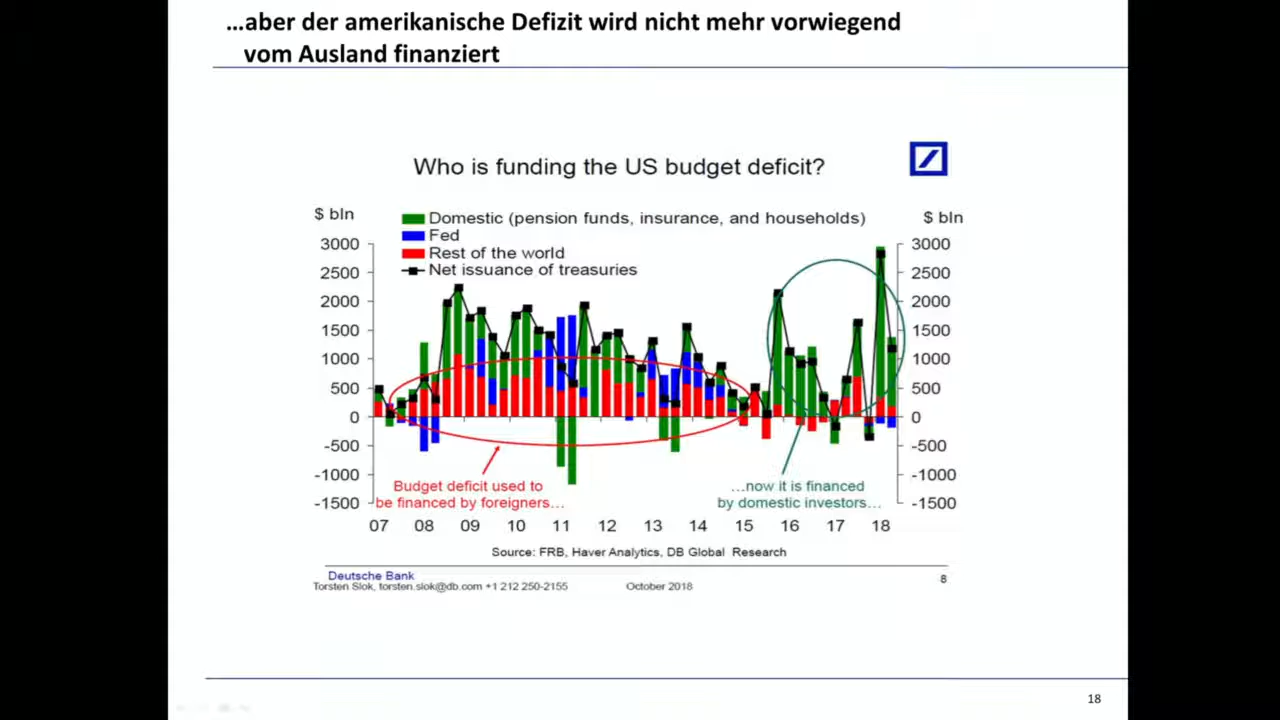 …aber der amerikanische Defizit wird nicht mehr vorwiegend
vom Ausland finanziert
Who is funding the US budget deficit?
$ bln
$ bln
Domestic (pension funds, insurance, and households)
Fed
Rest of the world
Net issuance of treasuries
3000
2500
2000
1500
1000
500
0
-500
-1000
-1500
3000
2500
2000
1500
1000
500
0
-500
-1000
-1500
Budget deficit used to
be financed by foreigners…
…now it is financed
by domestic investors…
07 08 09 10 11 12 13 14 15 16 17 18
Source: FRB, Haver Analytics, DB Global Research
Deutsche Bank
Torsten Slok, torsten.slok@db.com +1 212 250-2155
October 2018
8
18